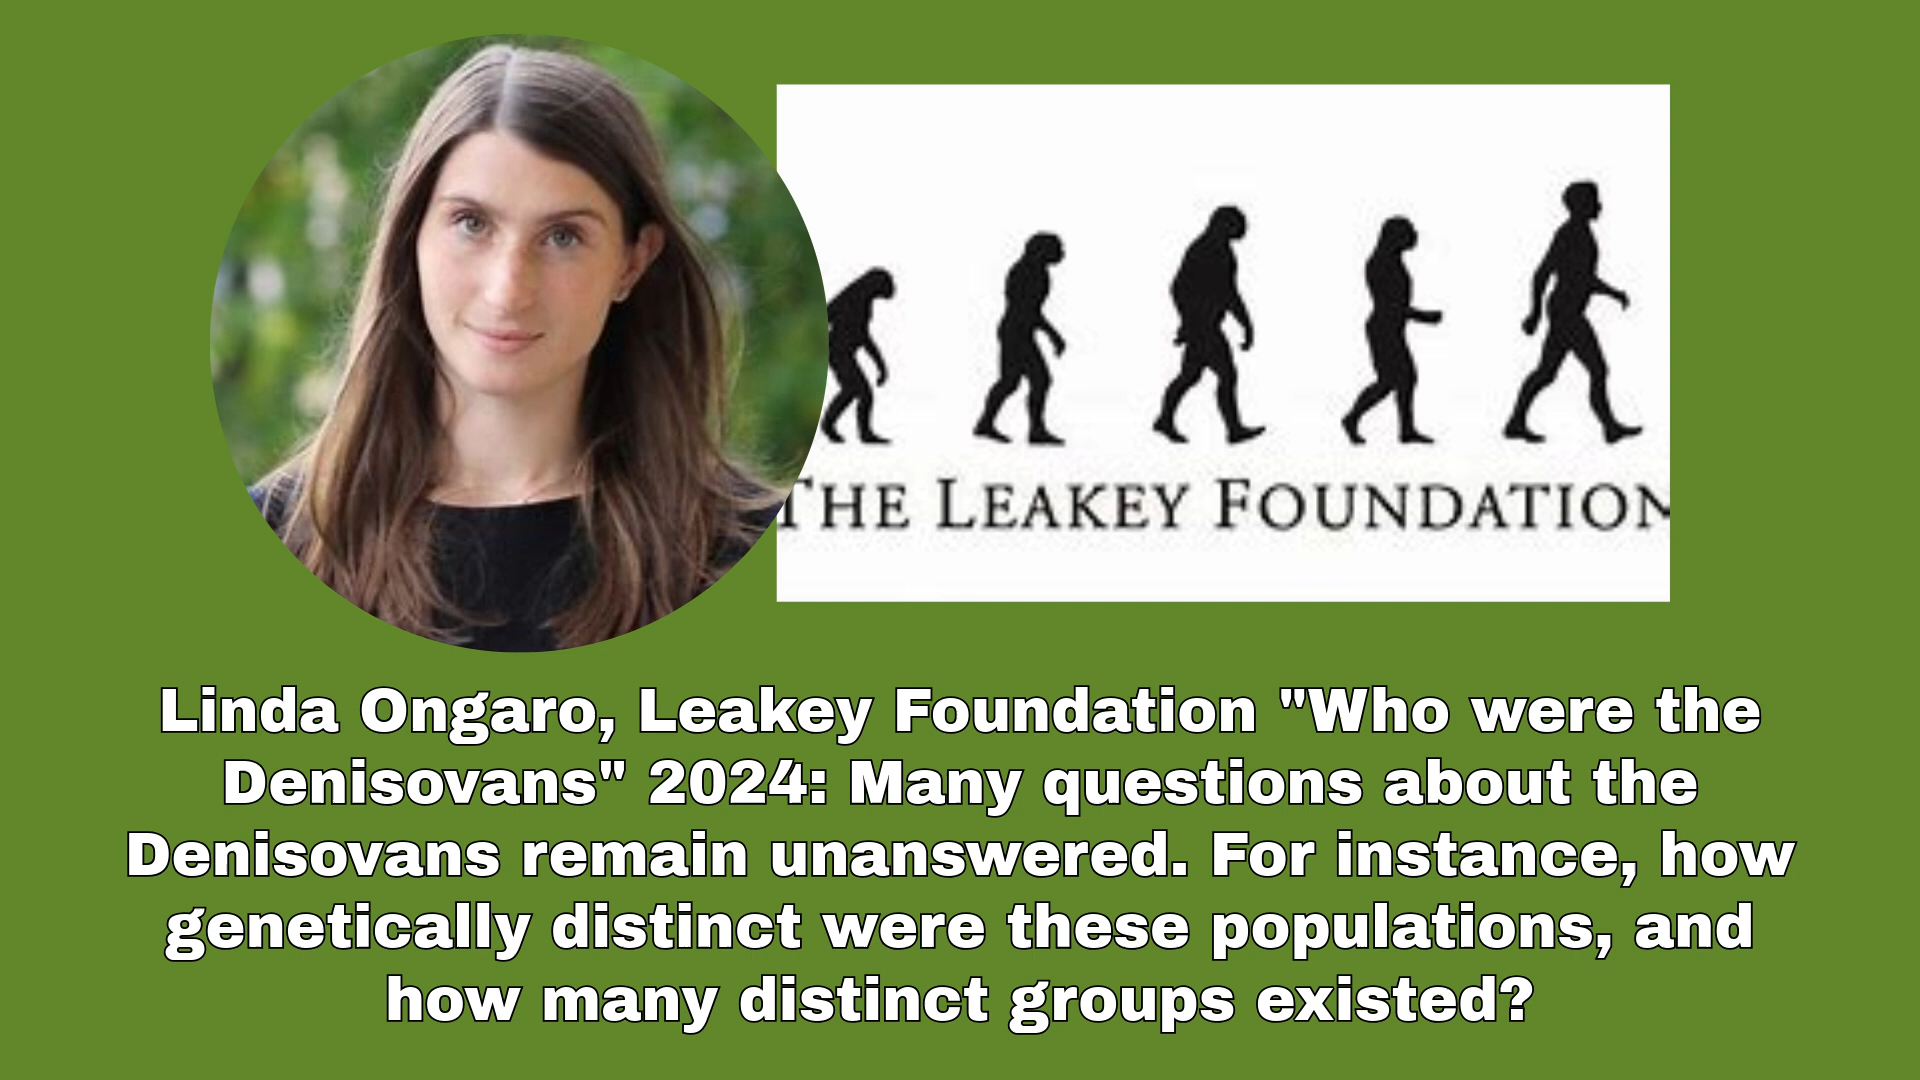 THE LEAKEY FOUNDATION
Linda Ongaro, Leakey Foundation "Who were the
Denisovans" 2024: Many questions about the
Denisovans remain unanswered. For instance, how
genetically distinct were these populations, and
how many distinct groups existed?